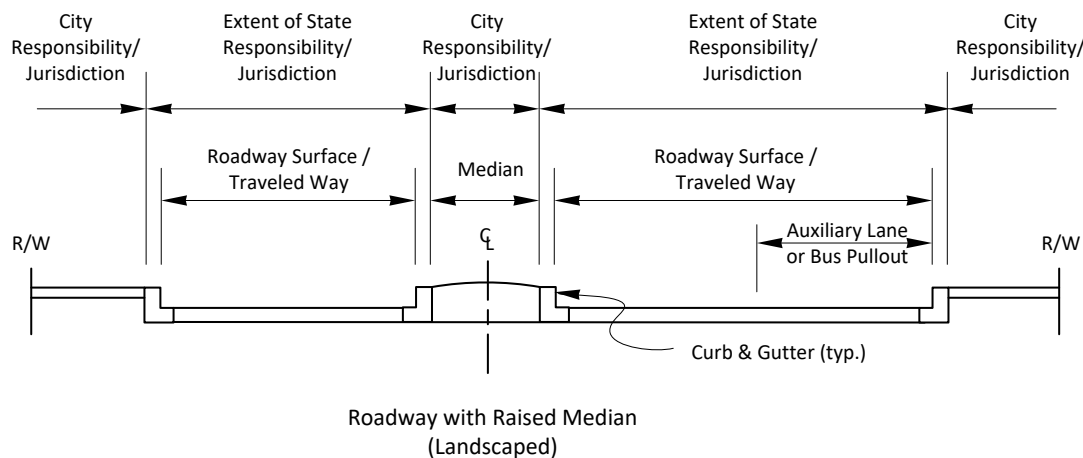 City
Responsibility/
Jurisdiction
Extent of State
Responsibility/
Jurisdiction
City
Responsibility/
Jurisdiction
Extent of State
Responsibility/
Jurisdiction
City
Responsibility/
Jurisdiction
Roadway Surface /
Traveled Way
Median
Roadway Surface /
Traveled Way
R/W
℄
Auxiliary Lane
or Bus Pullout
R/W
Curb & Gutter (typ.)
Roadway with Raised Median
(Landscaped)